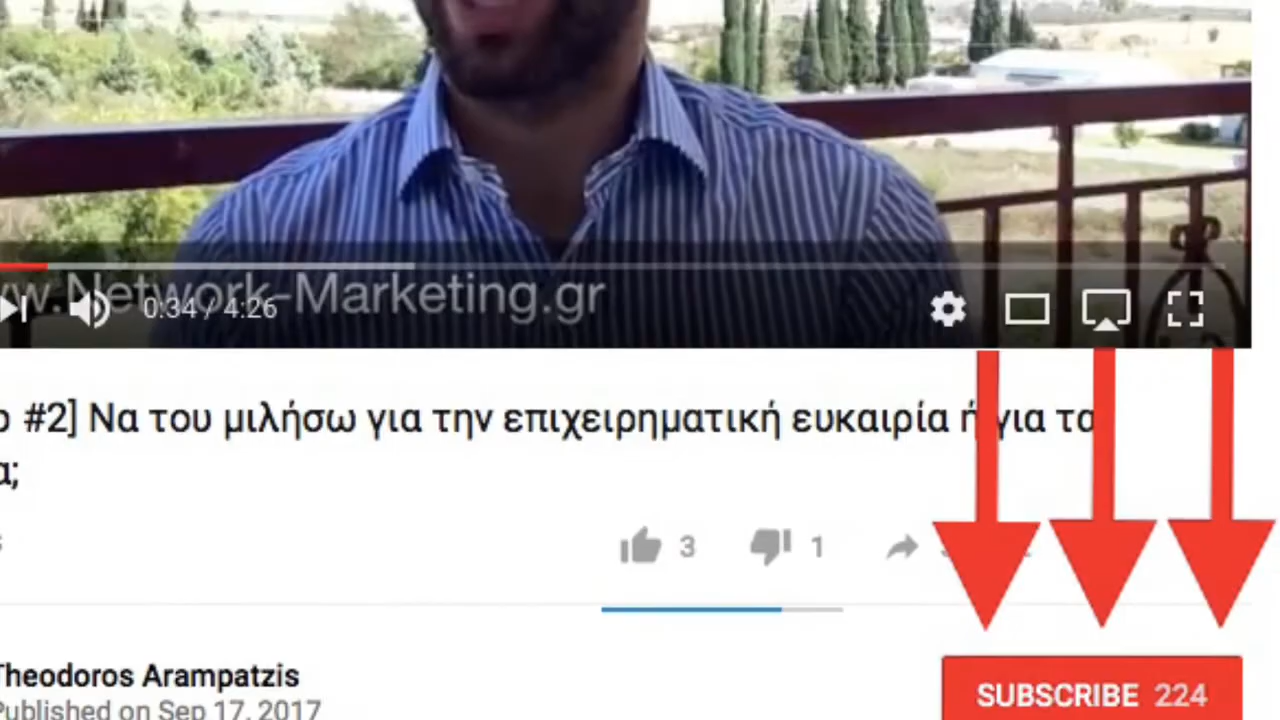 w.Network-Marketing.gr
0:34 / 4:26
#2] Να του μιλήσω για την επιχειρηματική ευκαιρία ή για τα
α;
3
1
Theodoros Arampatzis
Published on Sep 17, 2017
SUBSCRIBE 224